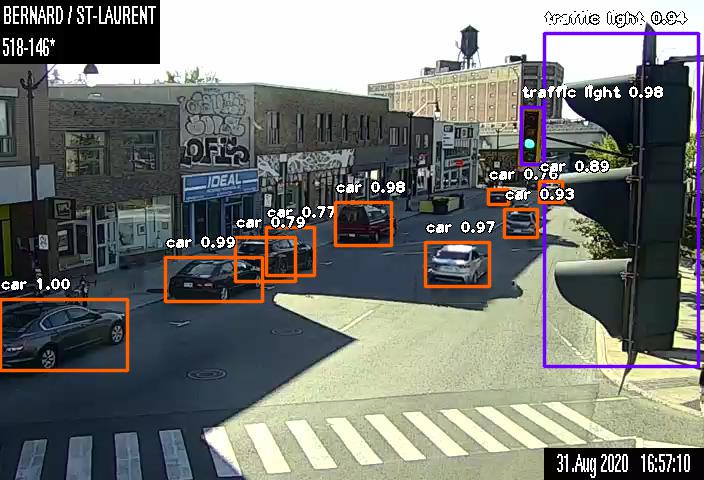 BERNARD / ST-LAURENT
518-146*
traffic light 0.94
traffic light 0.98
car 0.89
car 0.76
car 0.93
car 0.98
car 0.77
car 0.79
car 0.97
car 0.99
car 1.00
IDEAL
31.Aug 2020 16:57:10